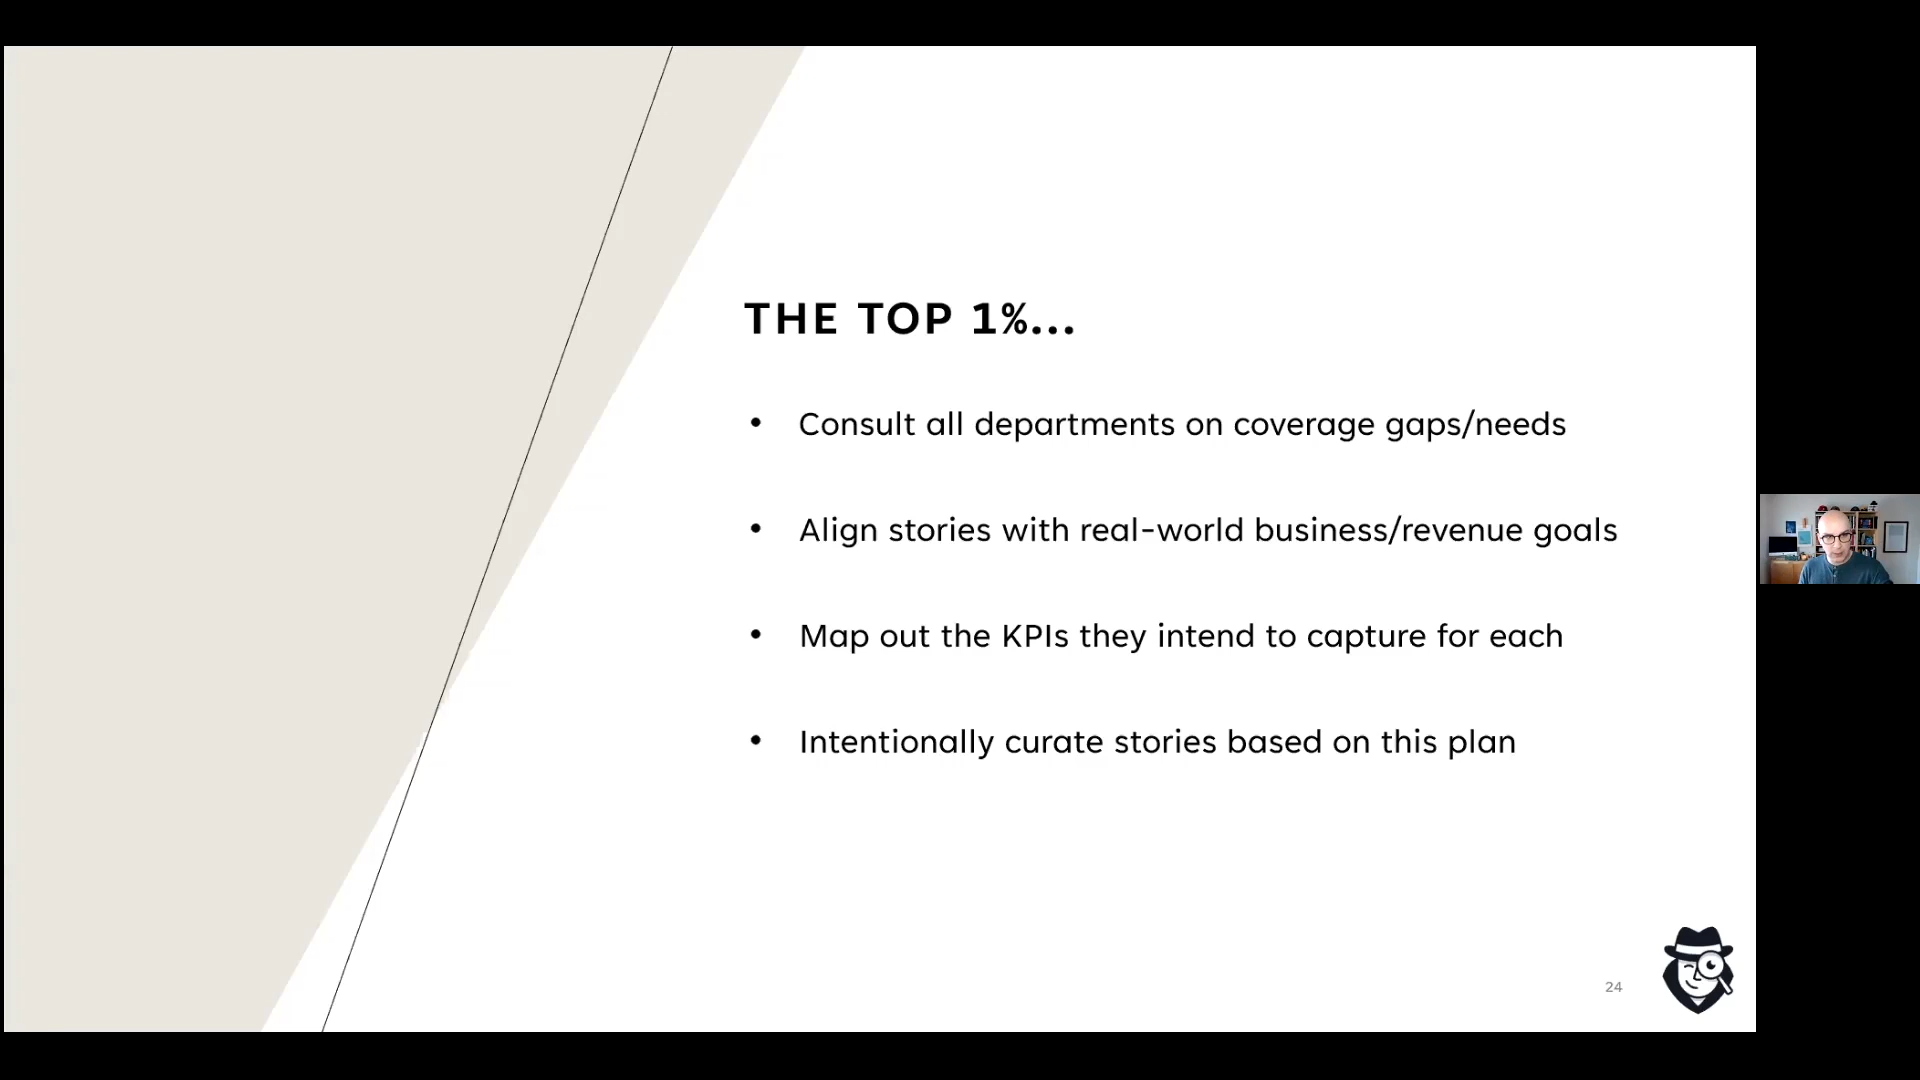 THE TOP 1%...
• Consult all departments on coverage gaps/needs
• Align stories with real-world business/revenue goals
• Map out the KPIs they intend to capture for each
• Intentionally curate stories based on this plan
24